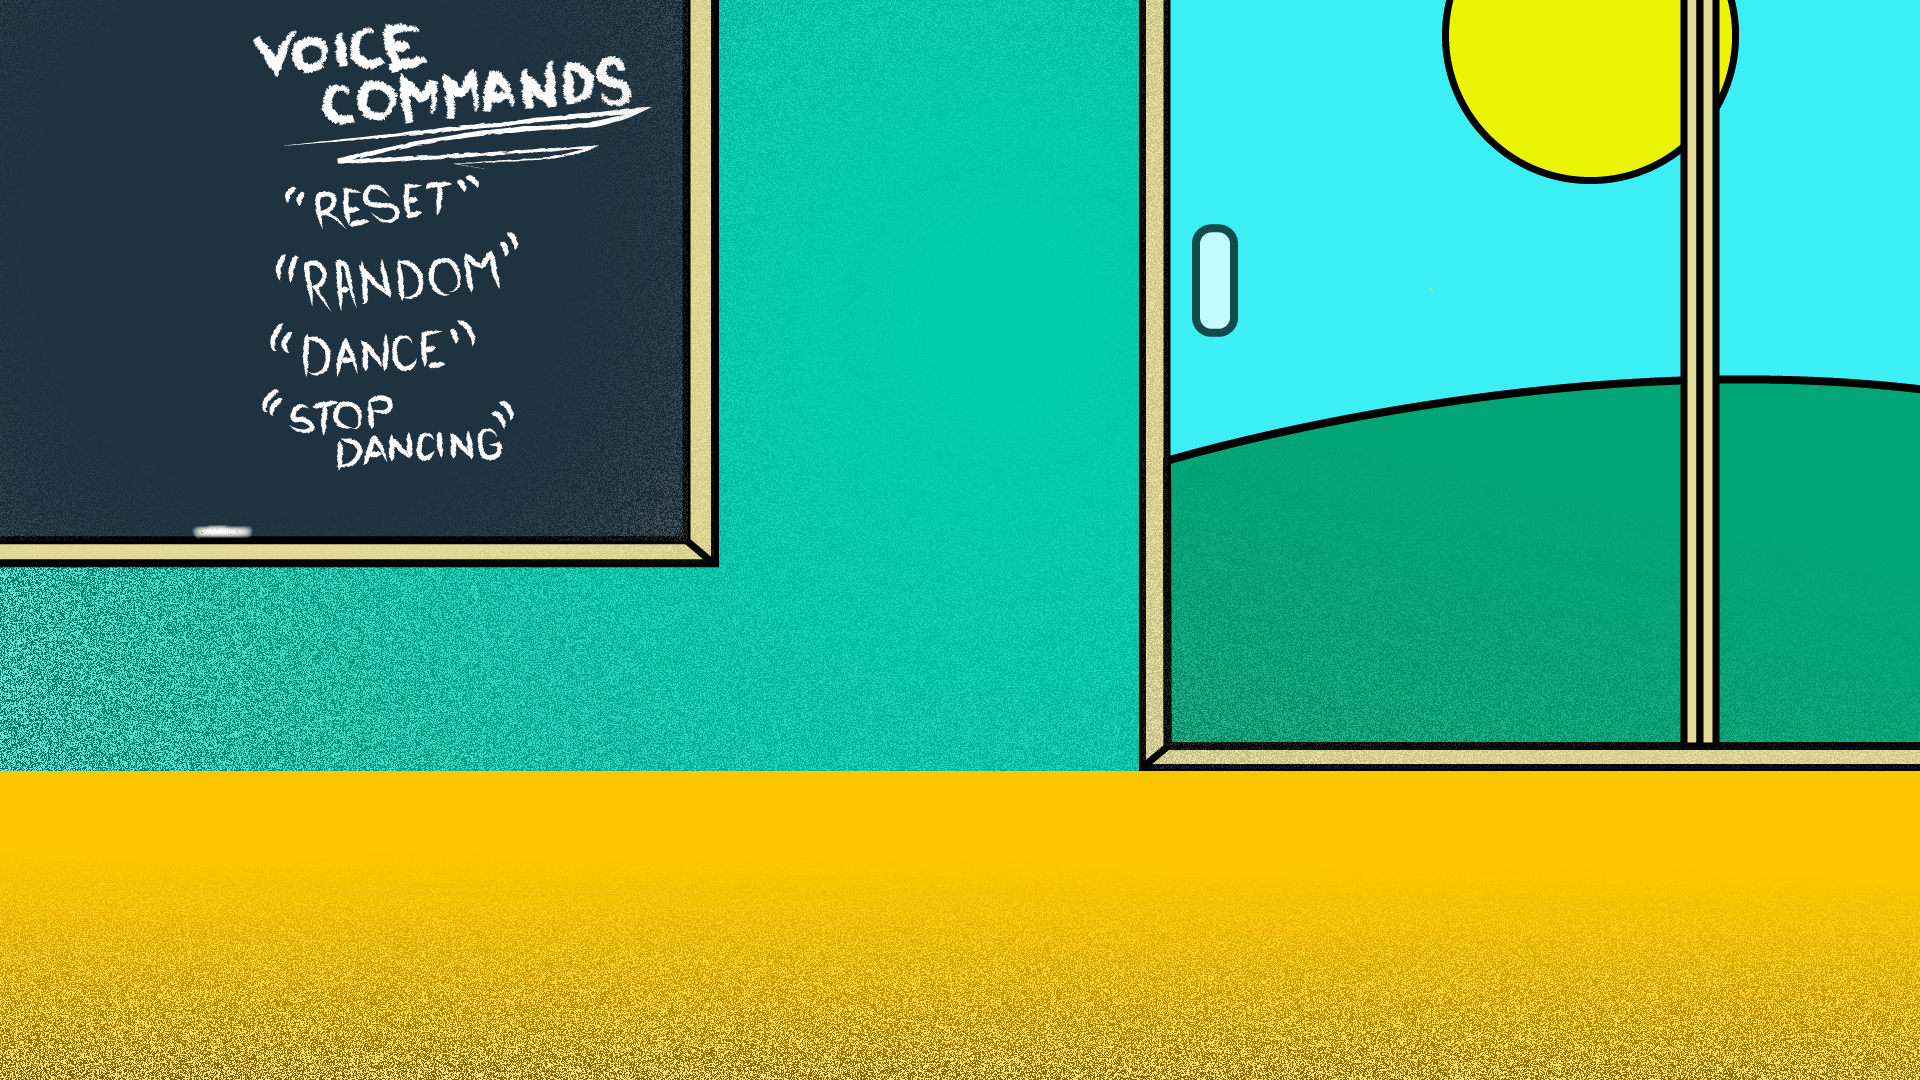 VOICE
COMMANDS
"RESET"
"RANDOM"
"DANCE"
"STOP
DANCING"